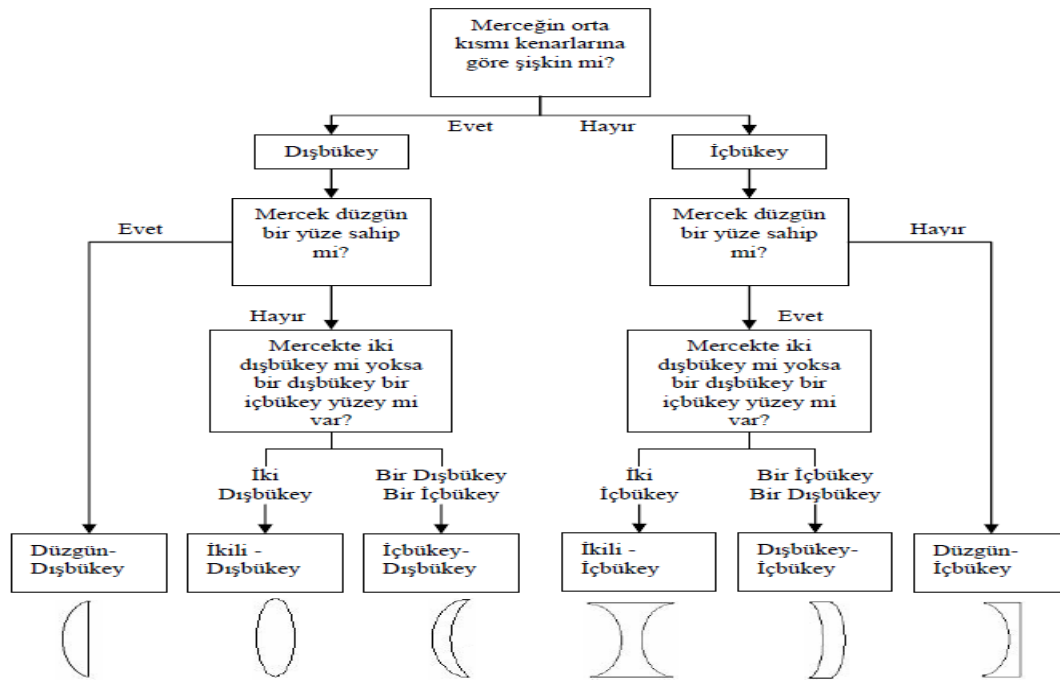 Merceğin orta
kısmı kenarlarına
göre şişkin mi?
Evet
Hayır
Dışbükey
İçbükey
Evet
Mercek düzgün
bir yüze sahip
mi?
Mercek düzgün
bir yüze sahip
mi?
Hayır
Hayır
Evet
Mercekte iki
dışbükey mi yoksa
bir dışbükey bir
içbükey yüzey mi
var?
Mercekte iki
dışbükey mi yoksa
bir dışbükey bir
içbükey yüzey mi
var?
İki
Dışbükey
Bir Dışbükey
Bir İçbükey
İki
İçbükey
Bir İçbükey
Bir Dışbükey
Düzgün-
Dışbükey
İkili -
Dışbükey
İçbükey-
Dışbükey
İkili -
İçbükey
Dışbükey-
İçbükey
Düzgün-
İçbükey